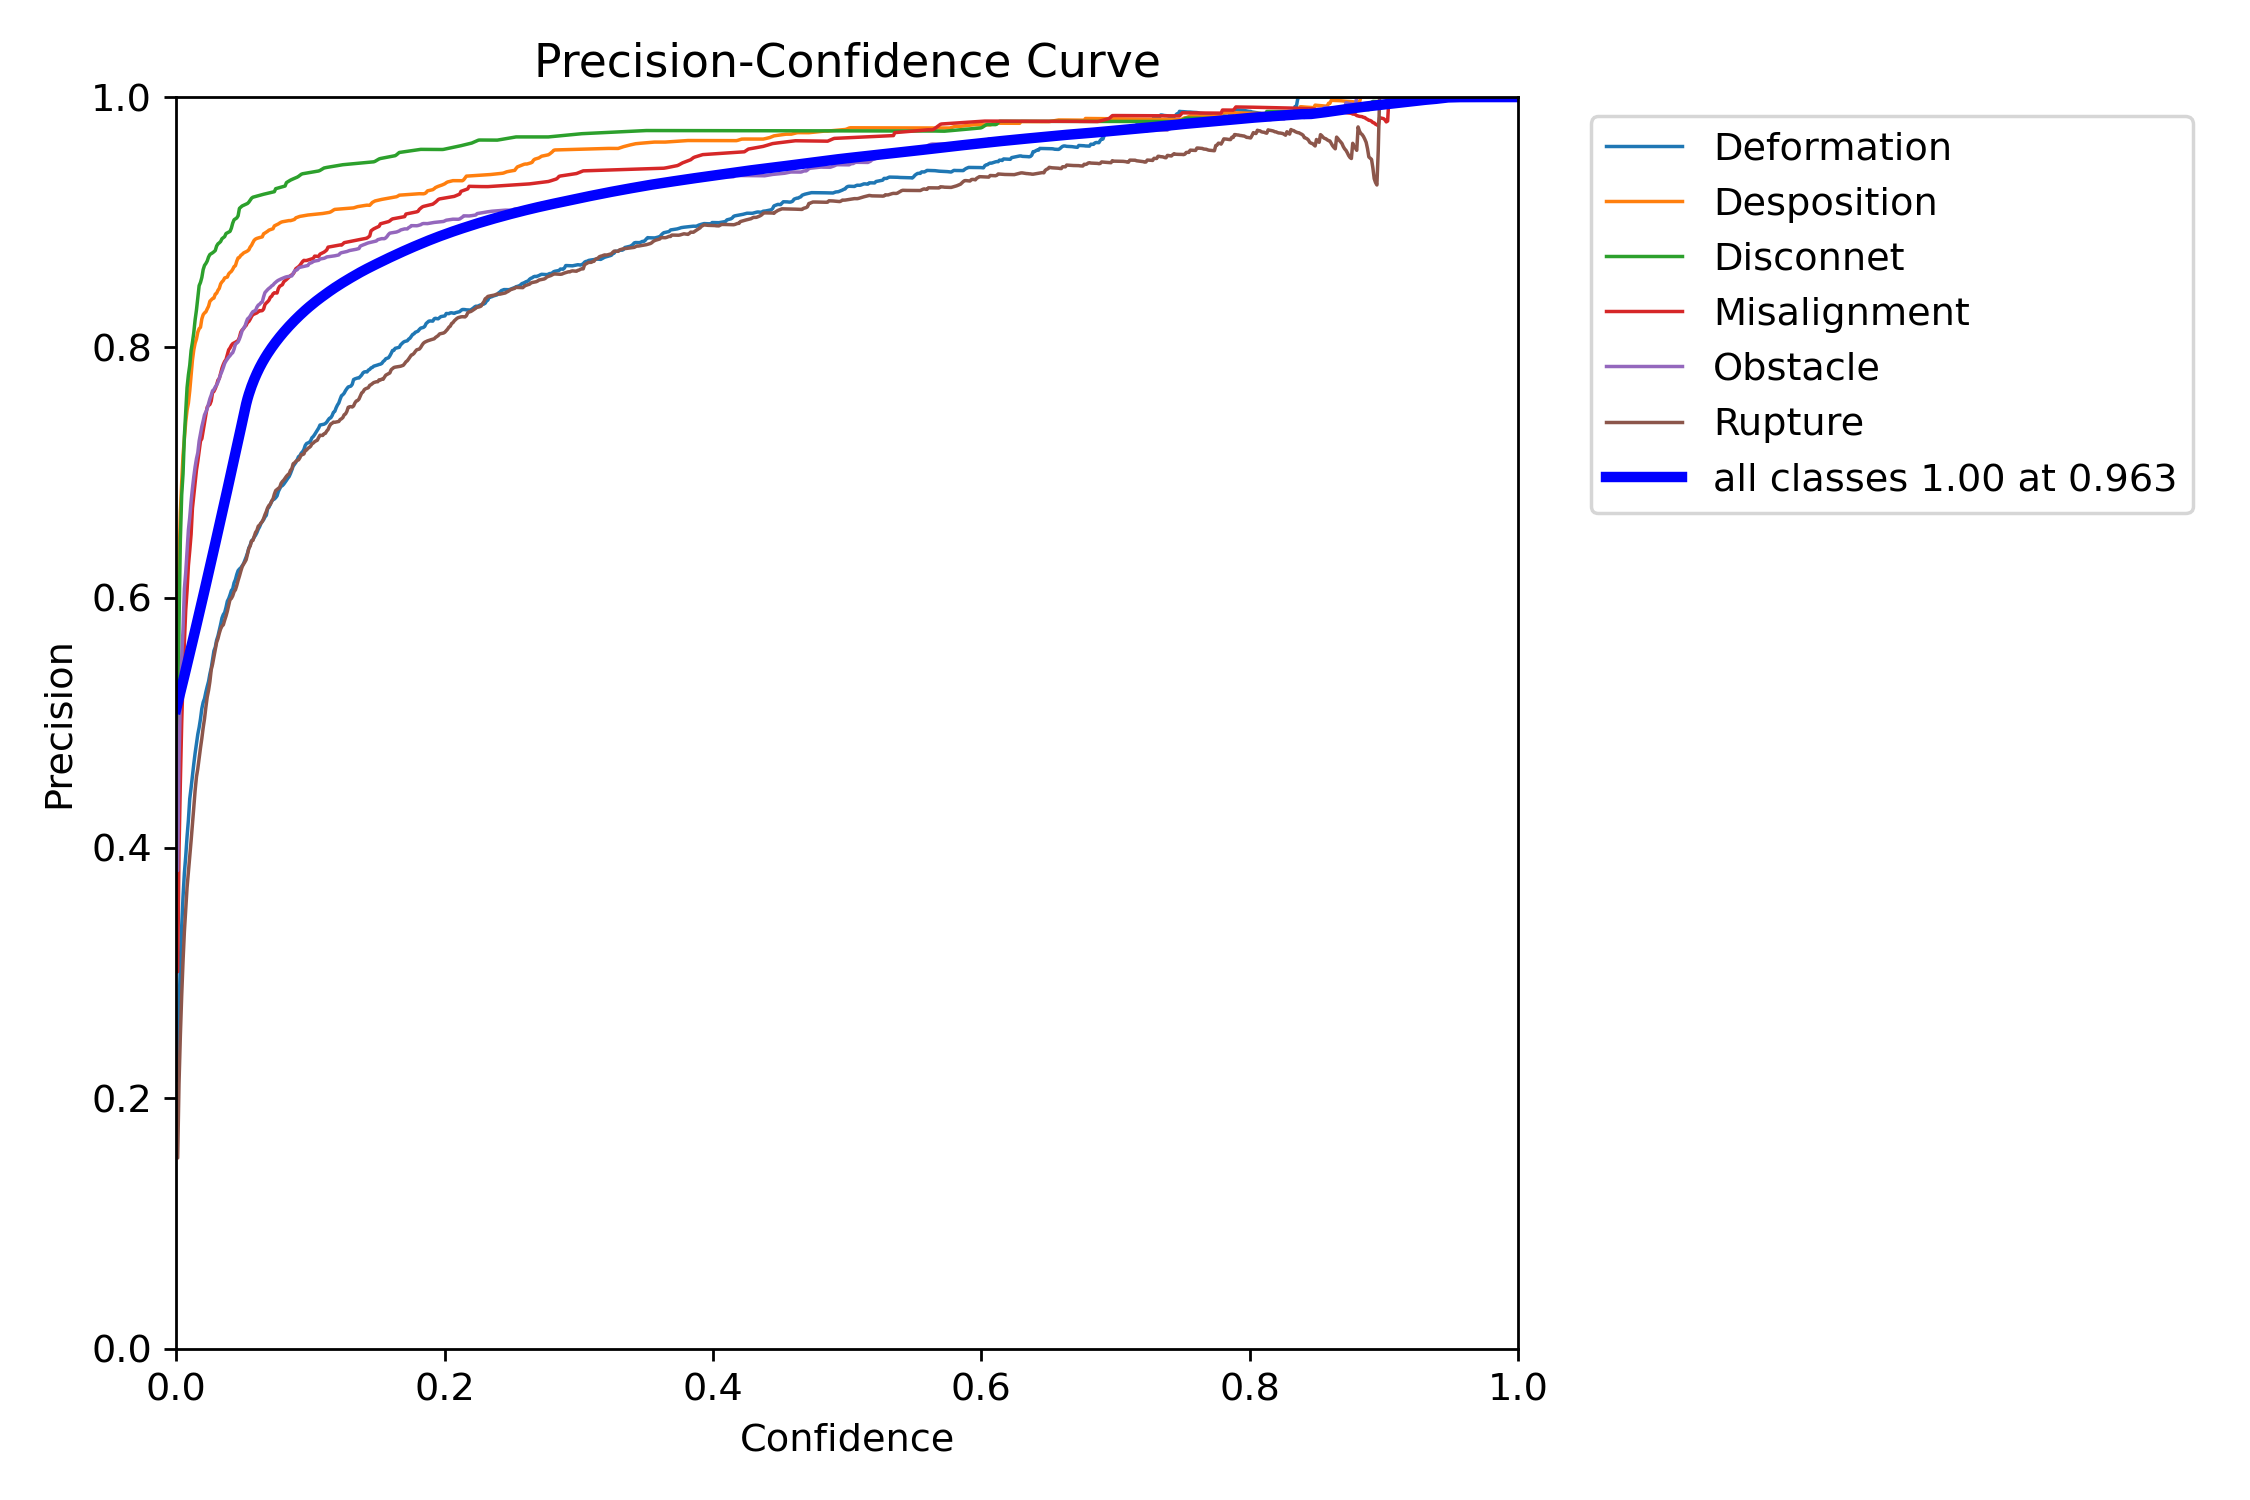 Precision-Confidence Curve
1.0
0.8
0.6
0.4
0.2
0.0
Precision
0.0 0.2 0.4 0.6 0.8 1.0
Confidence
Deformation
Desposition
Disconnet
Misalignment
Obstacle
Rupture
all classes 1.00 at 0.963